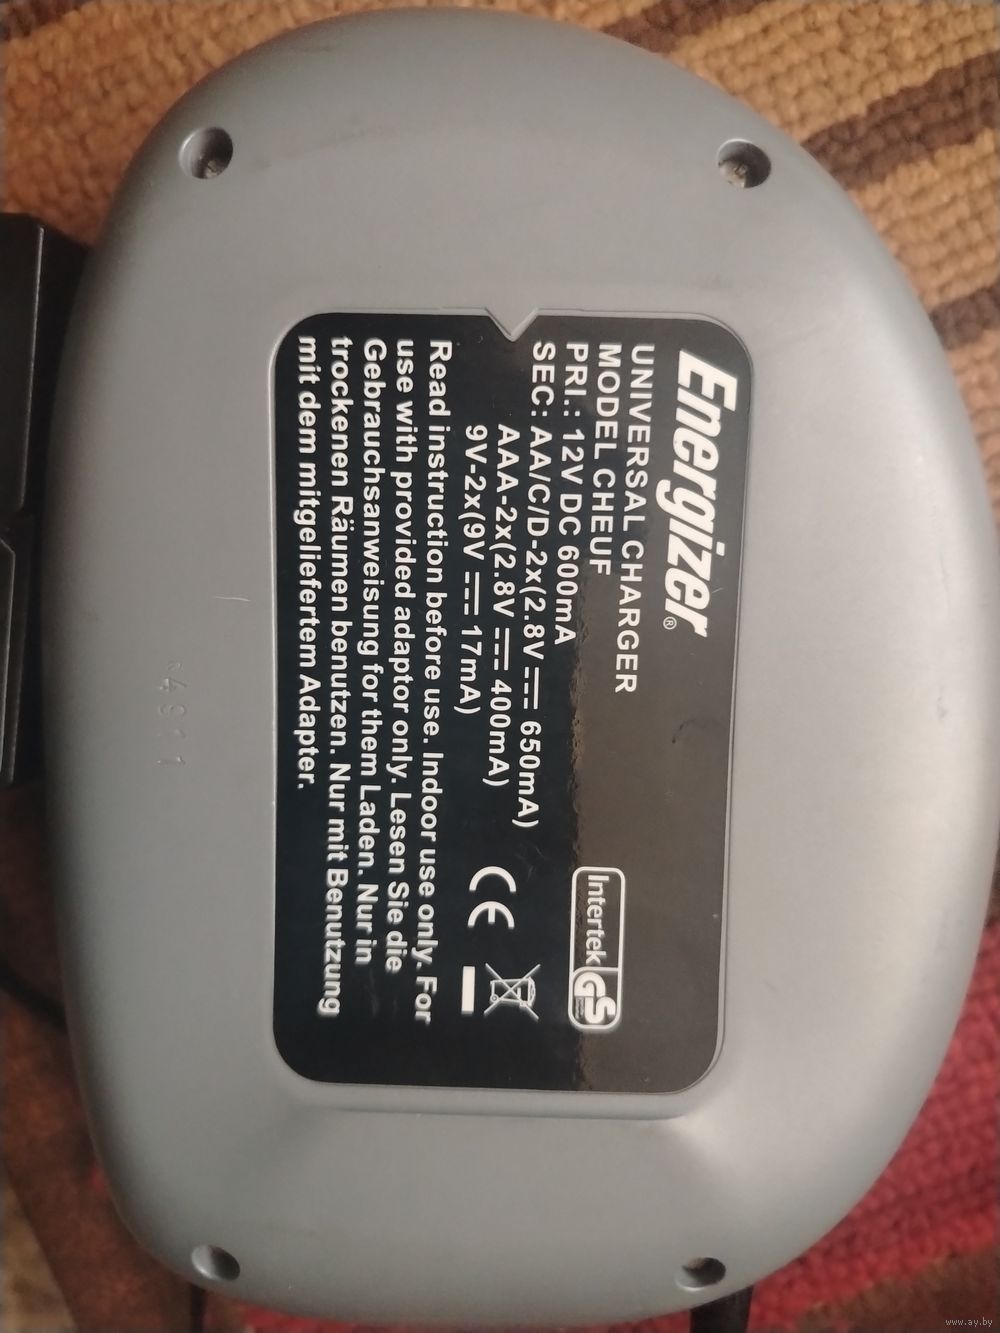 Energizer®
UNIVERSAL CHARGER
MODEL CHEUF
PRI.: 12V DC 600mA
SEC: AA/C/D-2x(2.8V ⎓ 650mA)
AAA-2x(2.8V ⎓ 400mA)
9V-2x(9V ⎓ 17mA)
Intertek GS
CE
Read instruction before use. Indoor use only. For
use with provided adaptor only. Lesen Sie die
Gebrauchsanweisung for them Laden. Nur in
trockenen Räumen benutzen. Nur mit Benutzung
mit dem mitgeliefertem Adapter.
www.ay.by